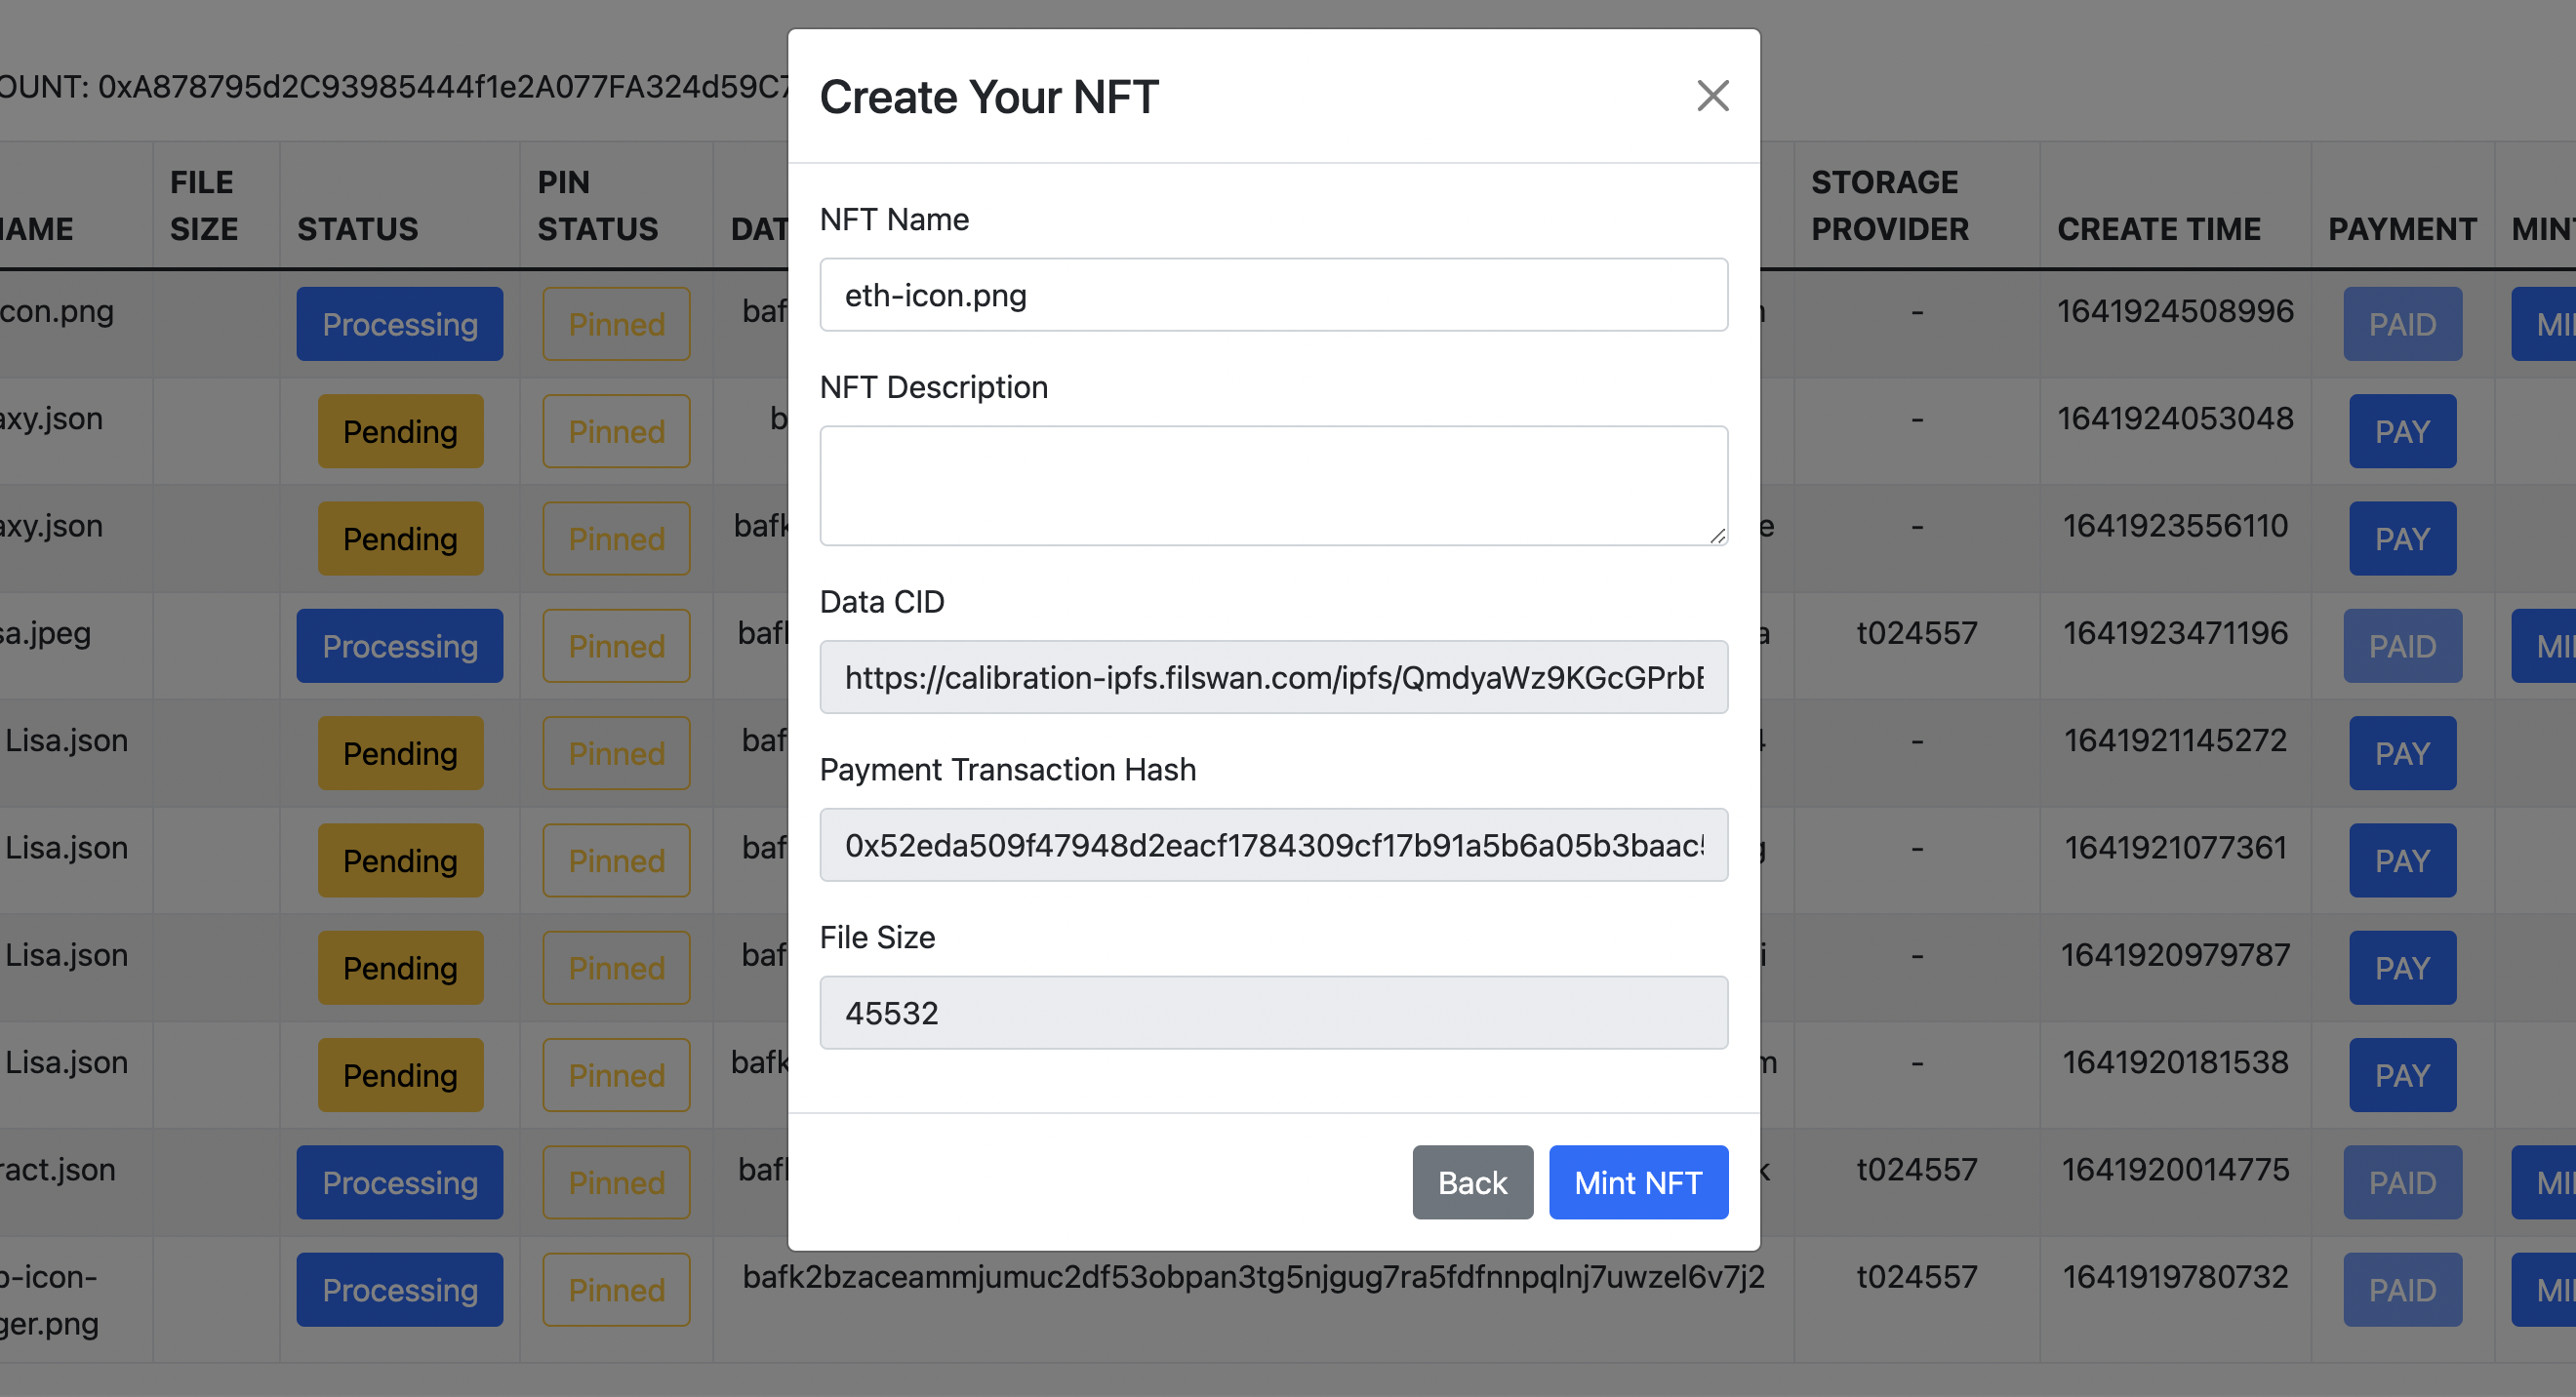 OUNT: 0xA878795d2C93985444f1e2A077FA324d59C7
Create Your NFT
NFT Name
eth-icon.png
NFT Description
Data CID
https://calibration-ipfs.filswan.com/ipfs/QmdyaWz9KGcGPrbE
Payment Transaction Hash
0x52eda509f47948d2eacf1784309cf17b91a5b6a05b3baac5
File Size
45532
Back Mint NFT
AME FILE SIZE STATUS PIN STATUS DAT STORAGE PROVIDER CREATE TIME PAYMENT MINT
con.png Processing Pinned baf - 1641924508996 PAID MI
axy.json Pending Pinned b - 1641924053048 PAY
axy.json Pending Pinned bafk e - 1641923556110 PAY
sa.jpeg Processing Pinned bafl a t024557 1641923471196 PAID MI
Lisa.json Pending Pinned baf - 1641921145272 PAY
Lisa.json Pending Pinned baf g - 1641921077361 PAY
Lisa.json Pending Pinned baf i - 1641920979787 PAY
Lisa.json Pending Pinned bafk m - 1641920181538 PAY
ract.json Processing Pinned bafl k t024557 1641920014775 PAID MI
o-icon- Processing Pinned bafk2bzaceammjumuc2df53obpan3tg5njgug7ra5fdfnnpqlnj7uwzel6v7j2 t024557 1641919780732 PAID MI
ger.png